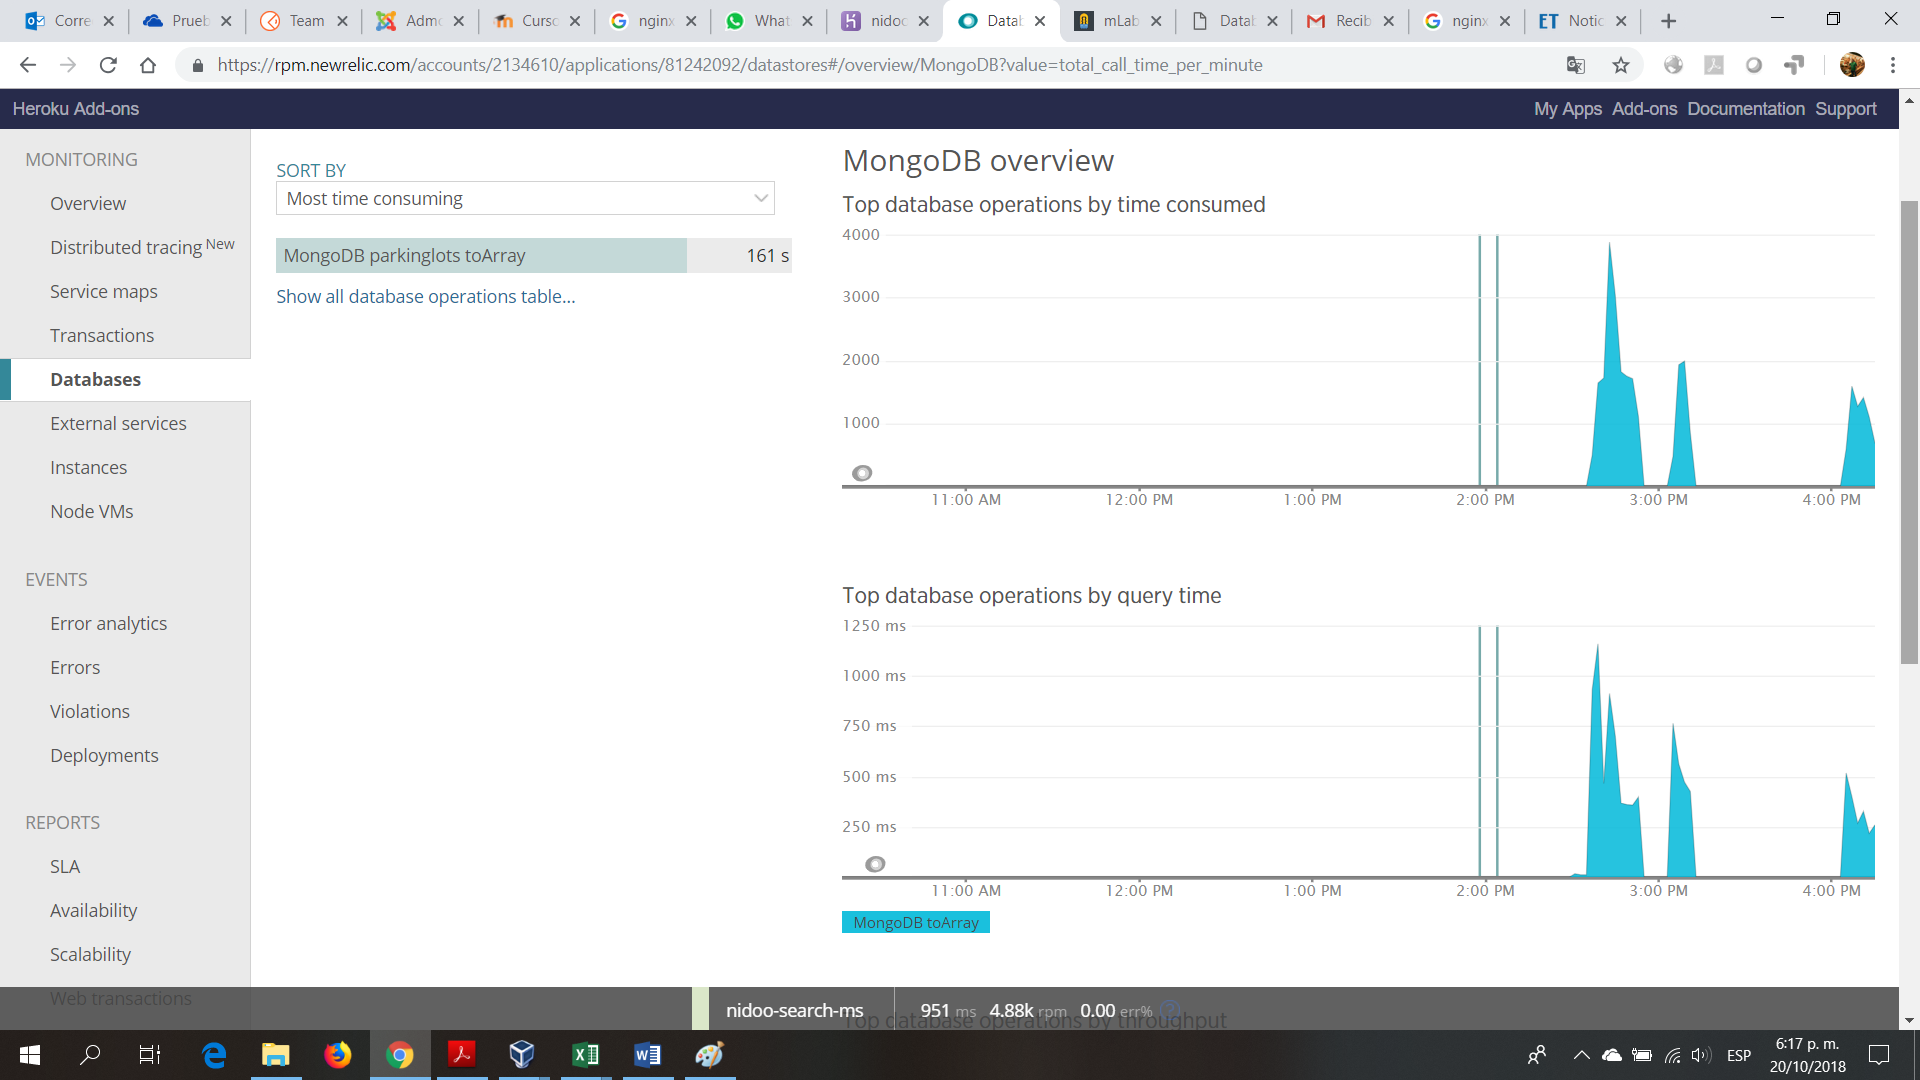 Corre
Prueb
Team
Admc
Curso
nginx
What
nidoc
Datab
mLab
Datab
Recib
nginx
ET Notic
https://rpm.newrelic.com/accounts/2134610/applications/81242092/datastores#/overview/MongoDB?value=total_call_time_per_minute
Heroku Add-ons
My Apps Add-ons Documentation Support
MONITORING
Overview
Distributed tracing New
Service maps
Transactions
Databases
External services
Instances
Node VMs
EVENTS
Error analytics
Errors
Violations
Deployments
REPORTS
SLA
Availability
Scalability
Web transactions
SORT BY
Most time consuming
MongoDB parkinglots toArray 161 s
Show all database operations table...
MongoDB overview
Top database operations by time consumed
4000
3000
2000
1000
11:00 AM 12:00 PM 1:00 PM 2:00 PM 3:00 PM 4:00 PM
Top database operations by query time
1250 ms
1000 ms
750 ms
500 ms
250 ms
11:00 AM 12:00 PM 1:00 PM 2:00 PM 3:00 PM 4:00 PM
MongoDB toArray
nidoo-search-ms 951 ms 4.88k rpm 0.00 err% ?
Top database operations by throughput
ESP
6:17 p. m.
20/10/2018